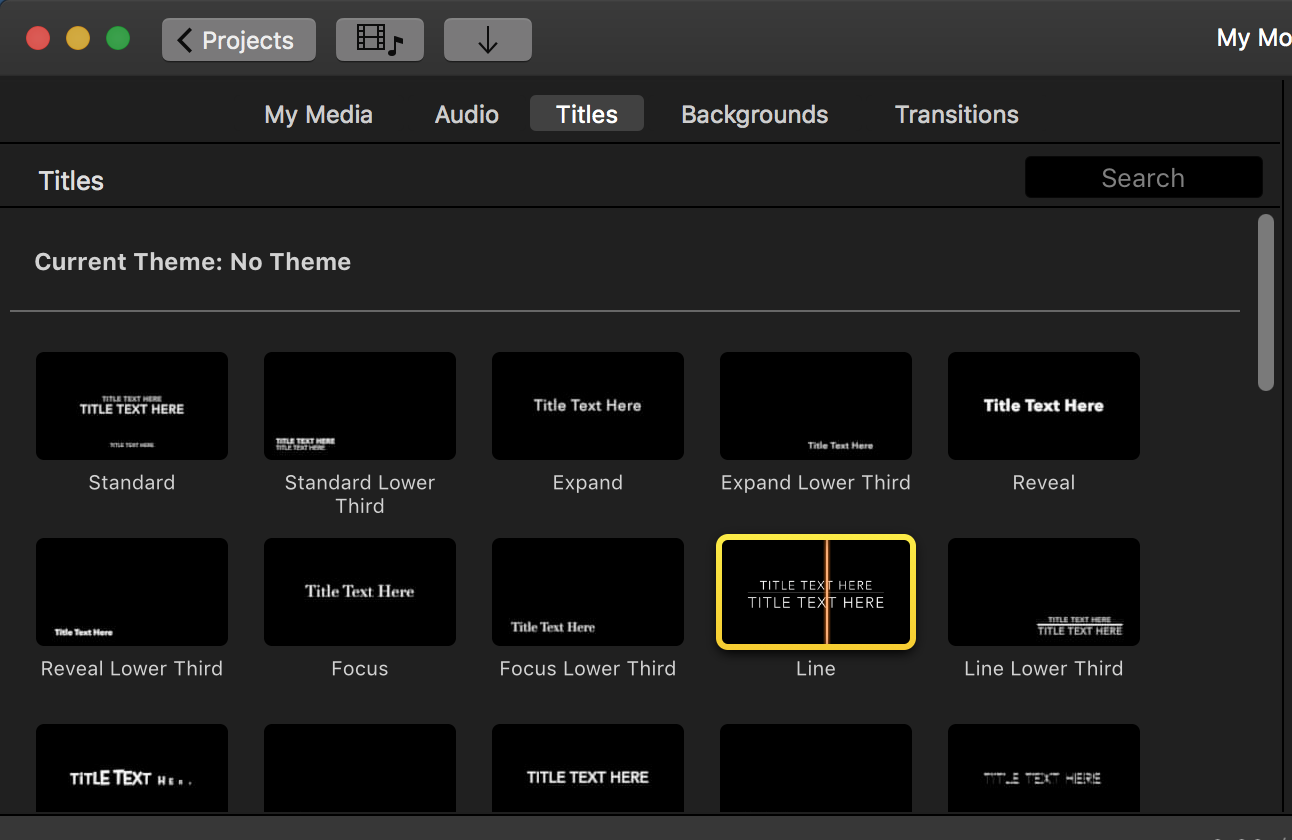 Projects
My Mo
My Media
Audio
Titles
Backgrounds
Transitions
Titles
Search
Current Theme: No Theme
TITLE TEXT HERE
TITLE TEXT HERE
TITLE TEXT HERE
Standard
TITLE TEXT HERE
TITLE TEXT HERE
Standard Lower
Third
Title Text Here
Expand
Title Text Here
Expand Lower Third
Title Text Here
Reveal
Title Text Here
Reveal Lower Third
Title Text Here
Focus
Title Text Here
Focus Lower Third
TITLE TEXT HERE
TITLE TEXT HERE
Line
TITLE TEXT HERE
TITLE TEXT HERE
Line Lower Third
TITLE TEXT HER.
TITLE TEXT HERE
TITLE TEXT HERE